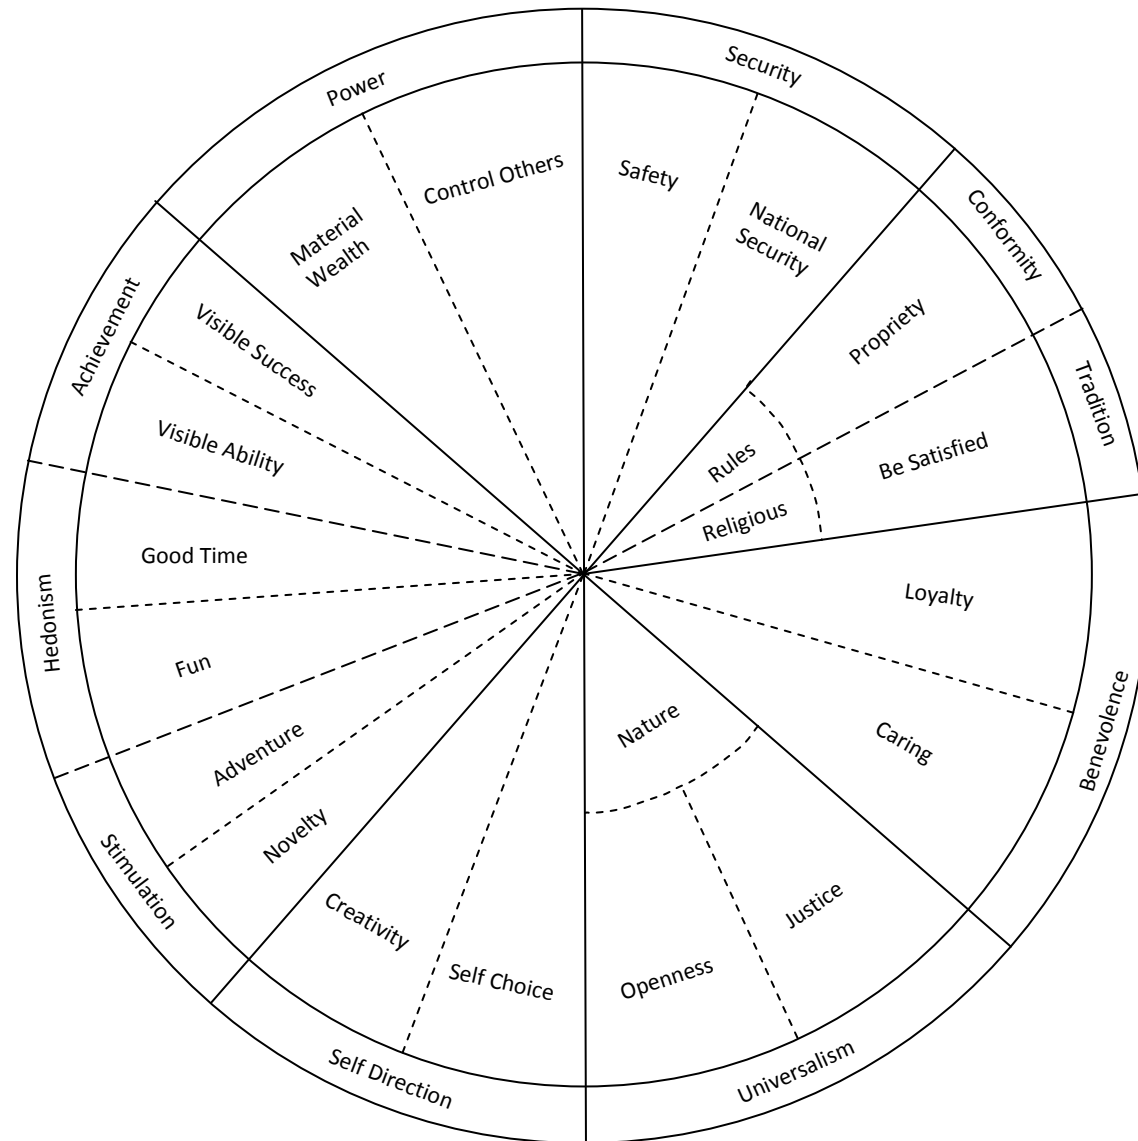 Security
Power
Control Others
Safety
National
Security
Conformity
Material
Wealth
Achievement
Visible Success
Propriety
Tradition
Visible Ability
Rules
Be Satisfied
Religious
Good Time
Loyalty
Hedonism
Fun
Nature
Caring
Benevolence
Adventure
Novelty
Stimulation
Creativity
Justice
Self Choice
Openness
Self Direction
Universalism